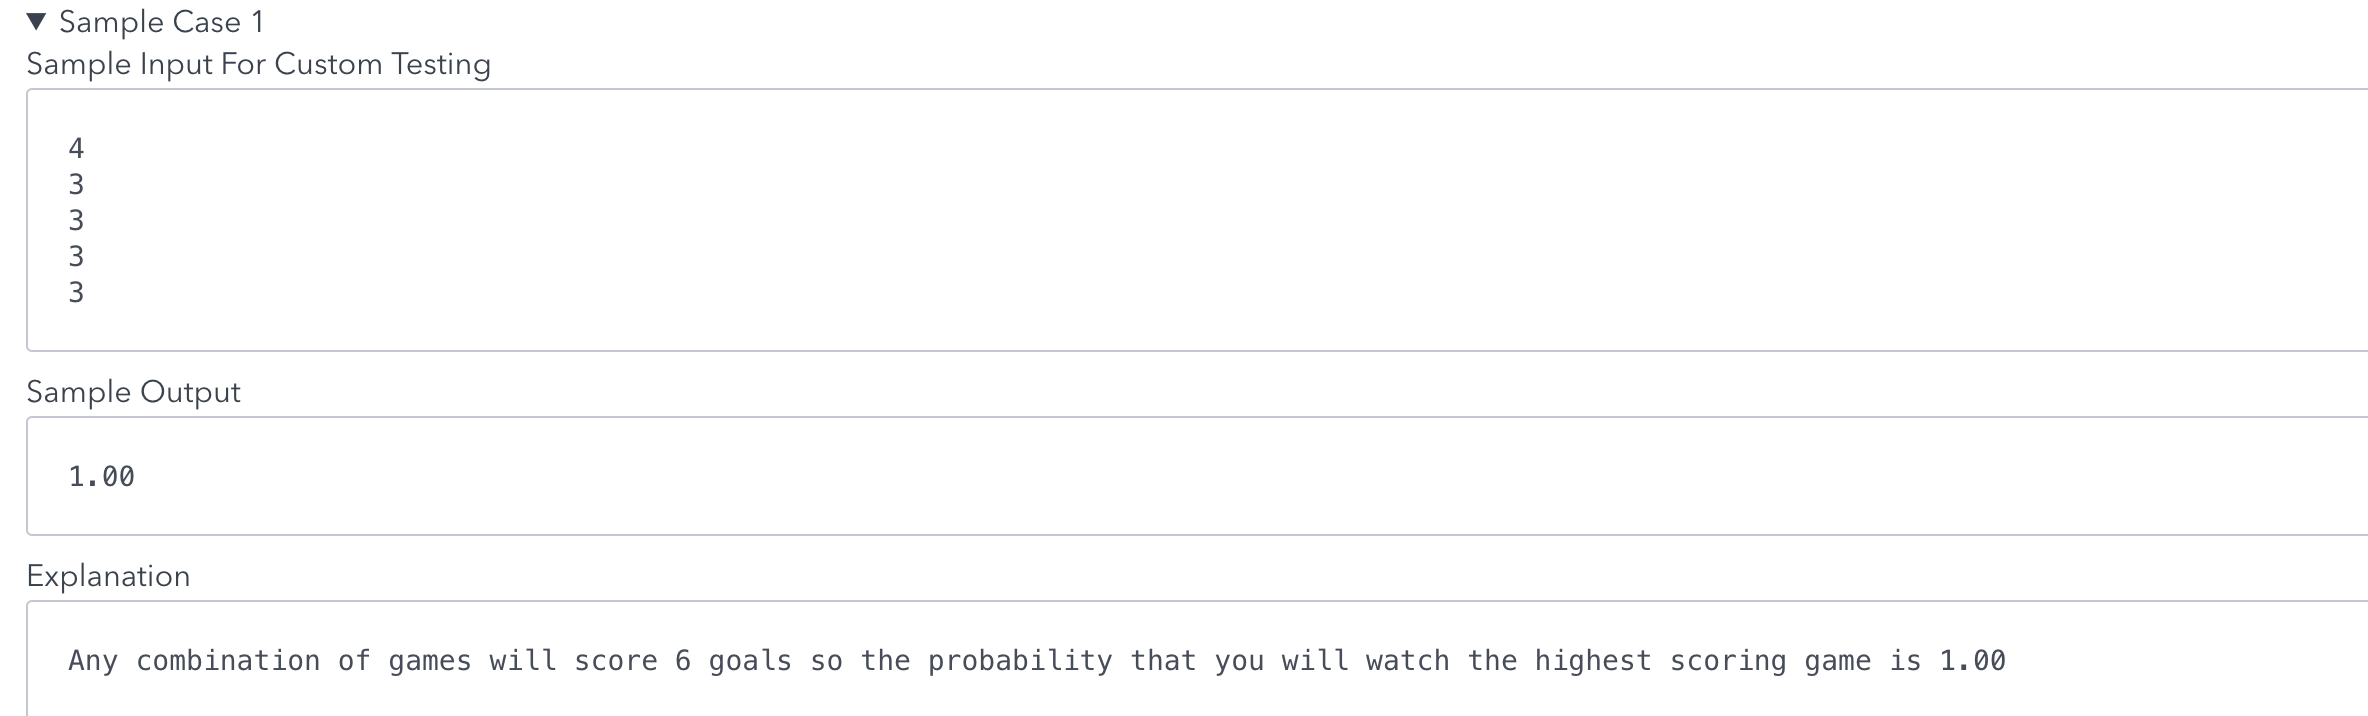 ▼ Sample Case 1
Sample Input For Custom Testing
4
3
3
3
3
Sample Output
1.00
Explanation
Any combination of games will score 6 goals so the probability that you will watch the highest scoring game is 1.00